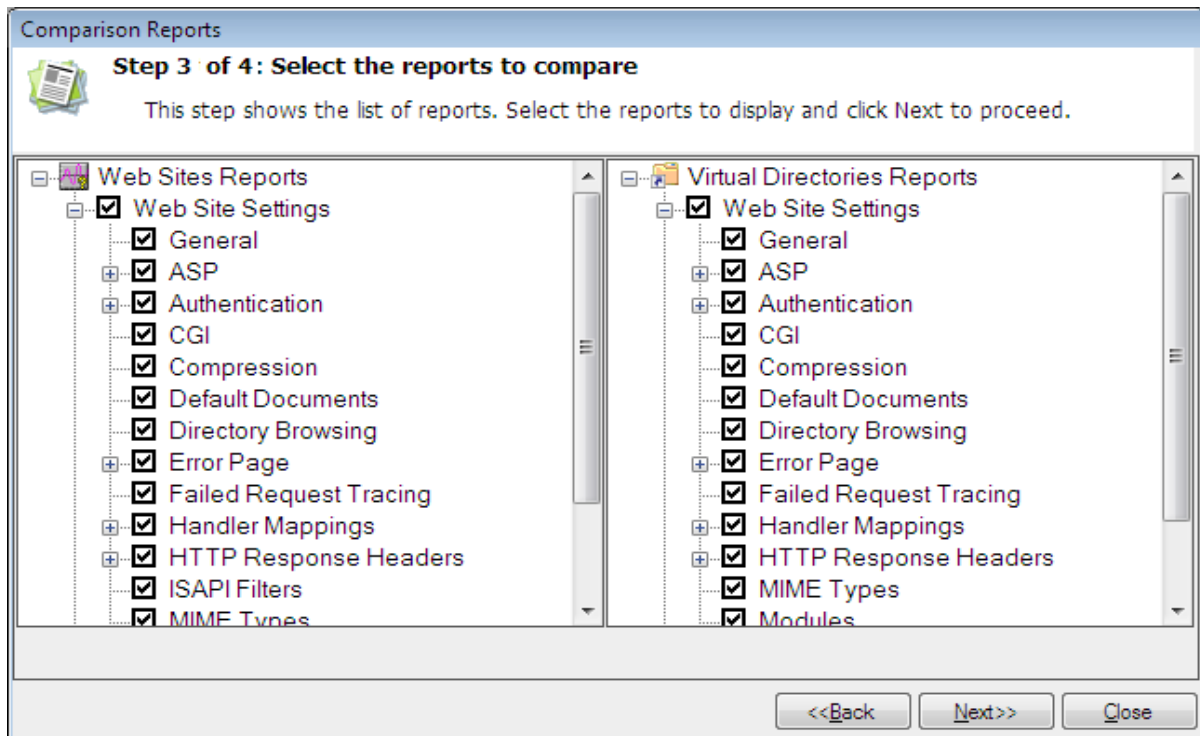 Comparison Reports
Step 3 of 4: Select the reports to compare
This step shows the list of reports. Select the reports to display and click Next to proceed.
Web Sites Reports
Web Site Settings
General
ASP
Authentication
CGI
Compression
Default Documents
Directory Browsing
Error Page
Failed Request Tracing
Handler Mappings
HTTP Response Headers
ISAPI Filters
MIME Types
Virtual Directories Reports
Web Site Settings
General
ASP
Authentication
CGI
Compression
Default Documents
Directory Browsing
Error Page
Failed Request Tracing
Handler Mappings
HTTP Response Headers
MIME Types
Modules
<<Back
Next>>
Close